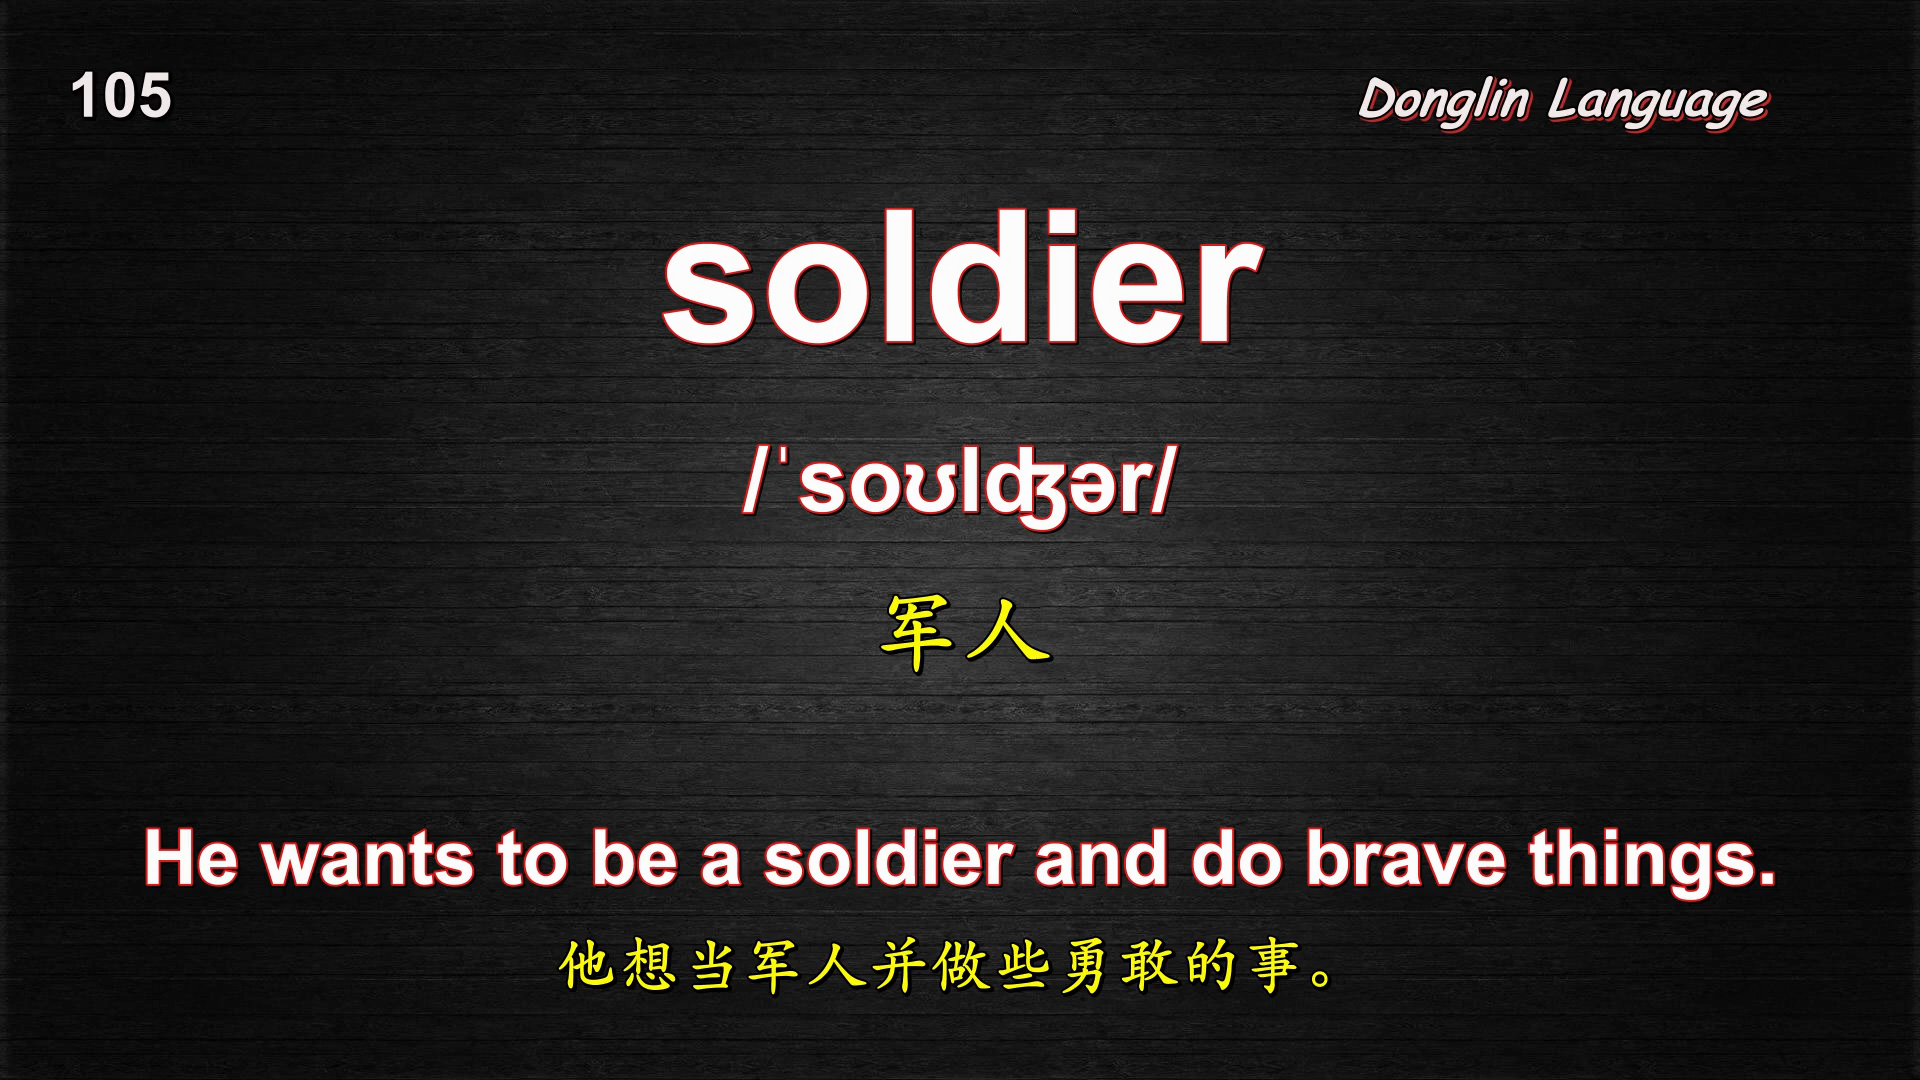 105
Donglin Language
soldier
/ˈsoʊlʤər/
军人
He wants to be a soldier and do brave things.
他想当军人并做些勇敢的事。